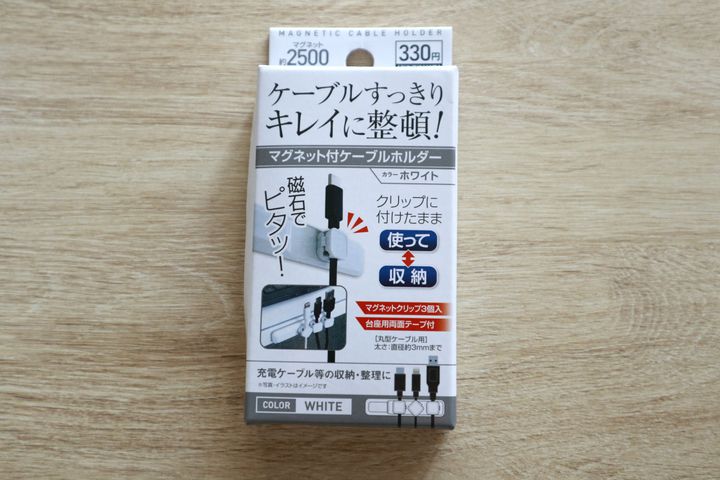 MAGNETIC CABLE HOLDER
マグネット
約2500
330円
ケーブルすっきり
キレイに整頓!
マグネット付ケーブルホルダー
カラー ホワイト
磁石で
ピタッ!
クリップに
付けたまま
使って
収納
マグネットクリップ3個入
台座用両面テープ付
[丸型ケーブル用]
太さ:直径約3mmまで
充電ケーブル等の収納・整理に
※写真・イラストはイメージです
COLOR WHITE